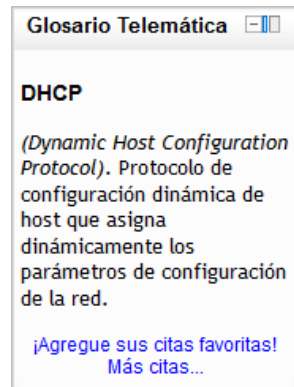 Glosario Telemática
DHCP
(Dynamic Host Configuration
Protocol). Protocolo de
configuración dinámica de
host que asigna
dinámicamente los
parámetros de configuración
de la red.
¡Agregue sus citas favoritas!
Más citas...